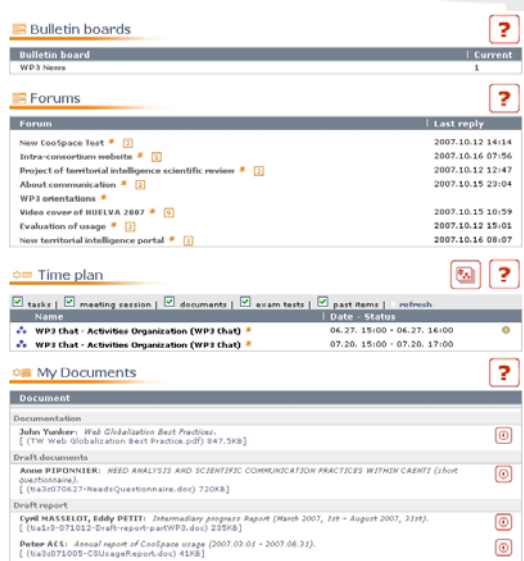 Bulletin boards
?
Bulletin board | Current
WP3 News 1
Forums
?
Forum | Last reply
New CooSpace Test * 2007.10.12 14:14
Intra-consortium website * 5 2007.10.16 07:56
Project of territorial intelligence scientific review * 2007.10.12 12:47
About communication * 2007.10.15 23:04
WP3 orientations *
Video cover of HUELVA 2007 * 2007.10.15 10:59
Evaluation of usage * 2007.10.12 15:01
New territorial intelligence portal * 2007.10.16 08:07
Time plan
?
tasks | meeting session | documents | exam tests | past items | refresh
Name | Date - Status
WP3 Chat - Activities Organization (WP3 Chat) * 06.27. 15:00 - 06.27. 16:00
WP3 Chat - Activities Organization (WP3 Chat) * 07.20. 15:00 - 07.20. 17:00
My Documents
?
Document
Documentation
John Yunker: Web Globalization Best Practices.
[ (TW Web Globalization Best Practice.pdf) 847.5KB]
Draft documents
Anne PIPONNIER: NEED ANALYSIS AND SCIENTIFIC COMMUNICATION PRACTICES WITHIN CAENTI (short
questionnaire).
[ (tia3c070627-NeedsQuestionnaire.doc) 720KB]
Draft report
Cyril MASSELOT, Eddy PETIT: Intermediary progress Report (March 2007, 1st - August 2007, 31st).
[ (tia1r3-071012-Draft-report-partWP3.doc) 235KB]
Peter ACS: Annual report of CooSpace usage (2007.03.01 - 2007.08.31).
[ (tia3c071005-CSUsageReport.doc) 41KB]